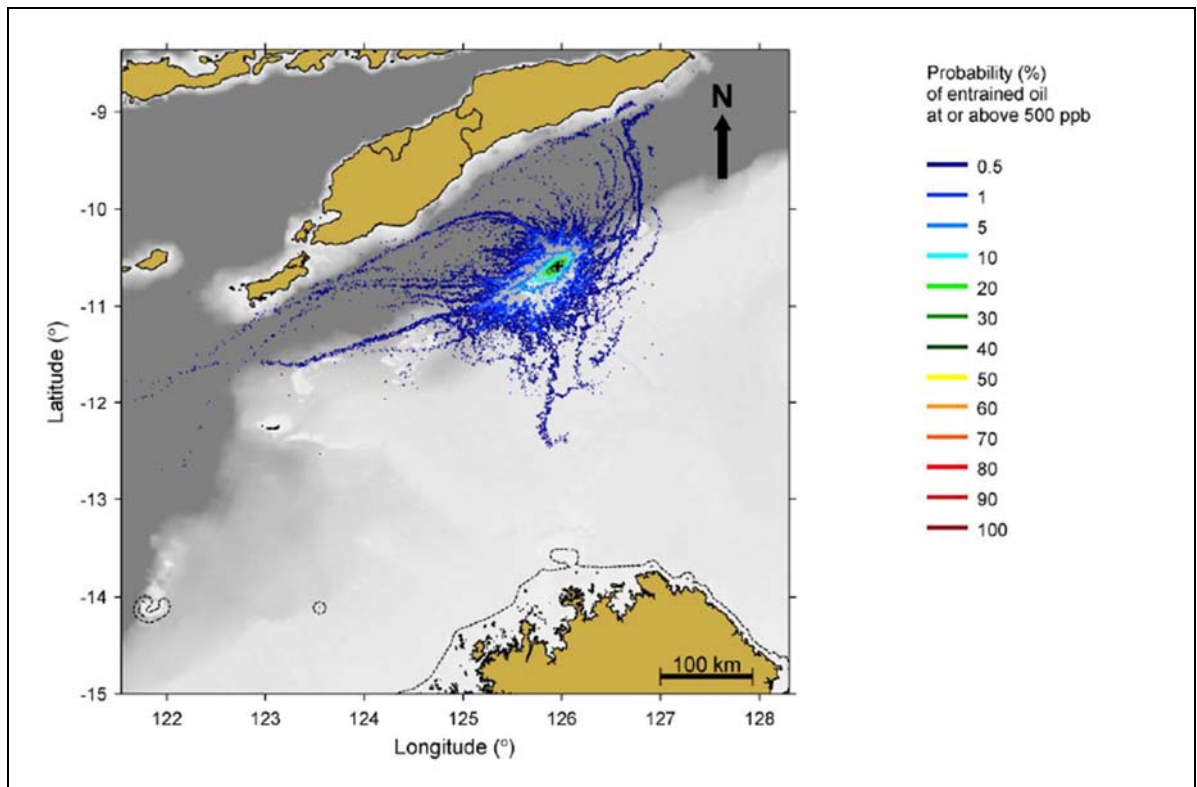 Probability (%)
of entrained oil
at or above 500 ppb
0.5
1
5
10
20
30
40
50
60
70
80
90
100
N
-9
-10
-11
-12
-13
-14
-15
Latitude (°)
100 km
122 123 124 125 126 127 128
Longitude (°)